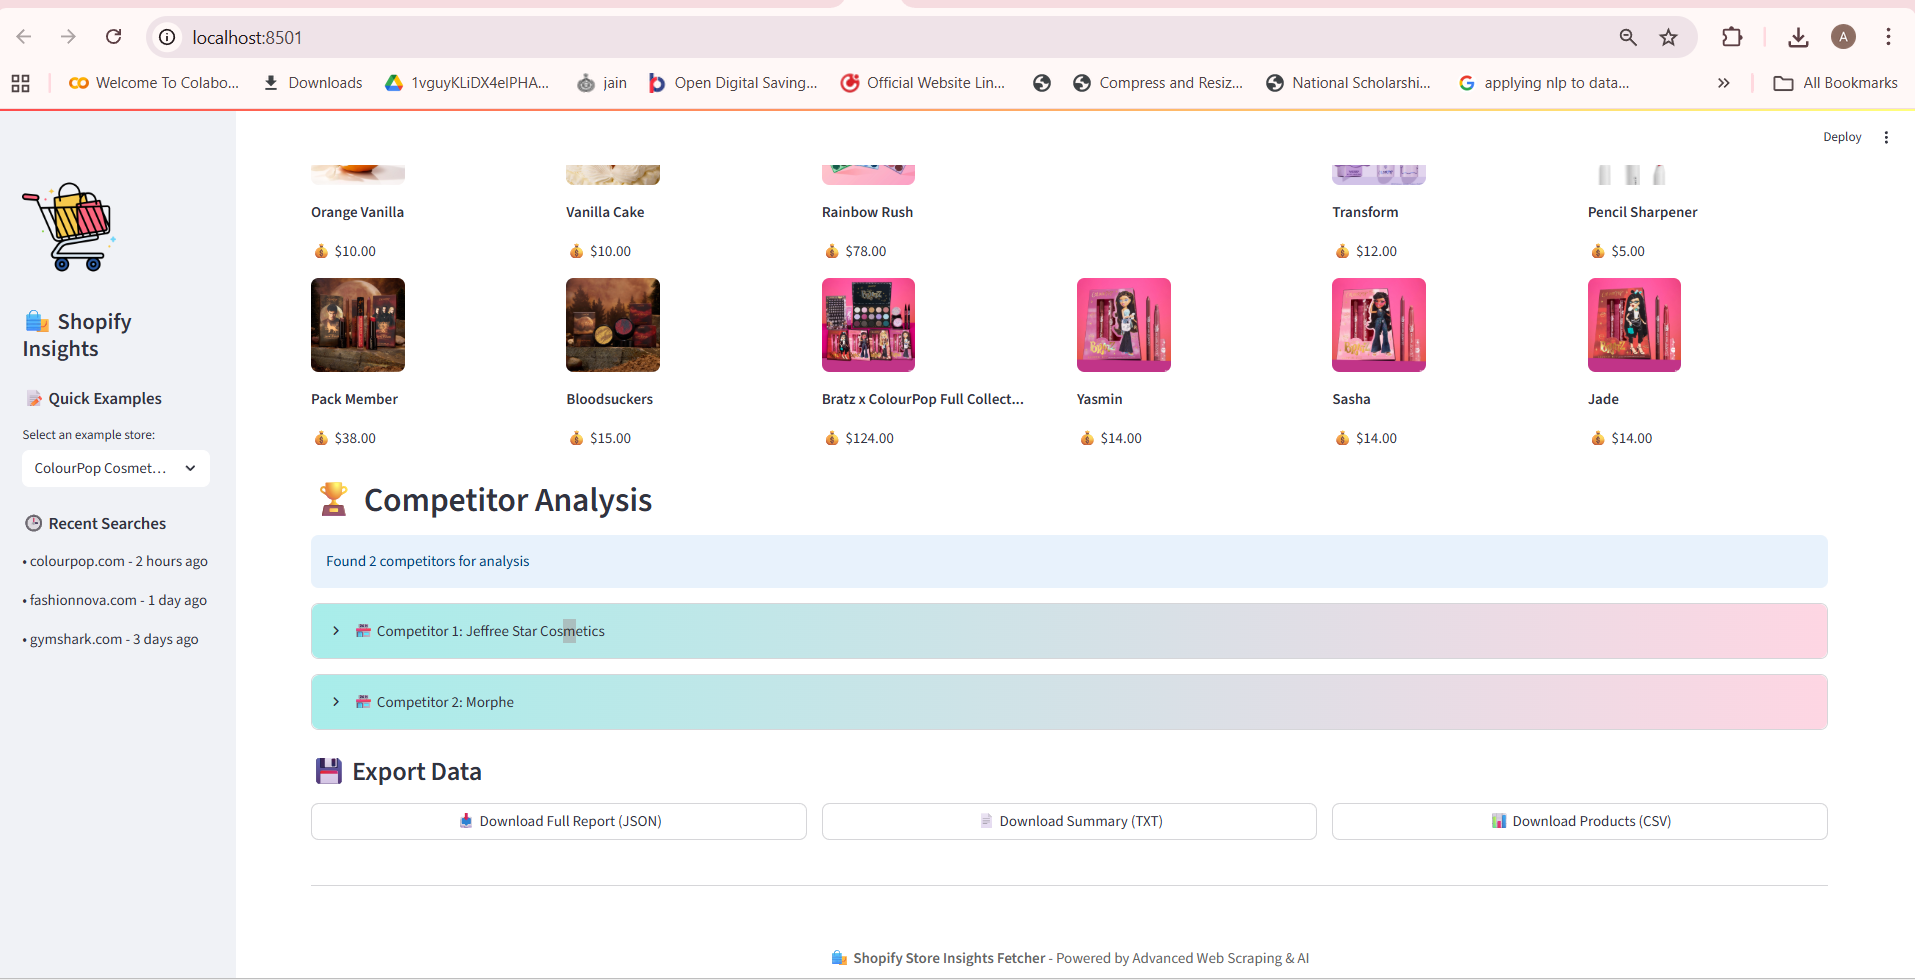 localhost:8501
A
Welcome To Colabo...
Downloads
1vguyKLiDX4elPHA...
jain
Open Digital Saving...
Official Website Lin...
Compress and Resiz...
National Scholarshi...
applying nlp to data...
All Bookmarks
Deploy
Shopify
Insights
Quick Examples
Select an example store:
ColourPop Cosmet...
Recent Searches
• colourpop.com - 2 hours ago
• fashionnova.com - 1 day ago
• gymshark.com - 3 days ago
Orange Vanilla
Vanilla Cake
Rainbow Rush
Transform
Pencil Sharpener
$10.00
$10.00
$78.00
$12.00
$5.00
Pack Member
Bloodsuckers
Bratz x ColourPop Full Collect...
Yasmin
Sasha
Jade
$38.00
$15.00
$124.00
$14.00
$14.00
$14.00
Competitor Analysis
Found 2 competitors for analysis
Competitor 1: Jeffree Star Cosmetics
Competitor 2: Morphe
Export Data
Download Full Report (JSON)
Download Summary (TXT)
Download Products (CSV)
Shopify Store Insights Fetcher - Powered by Advanced Web Scraping & AI